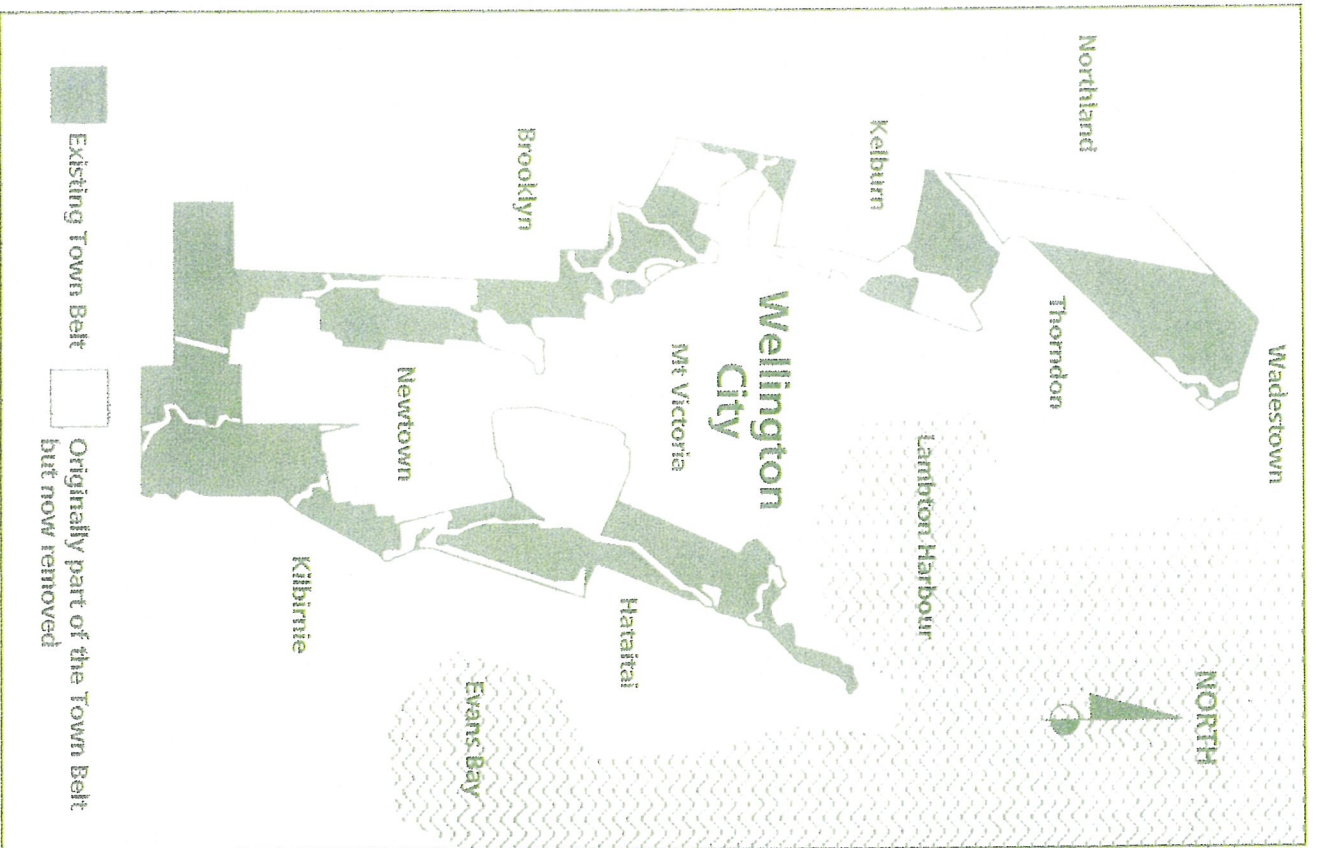 Wadestown
NORTH
Northland
Thorndon
Lambton Harbour
Kelburn
Wellington
City
Mt Victoria
Hataitai
Brooklyn
Evans Bay
Newtown
Kilbirnie
Existing Town Belt
Originally part of the Town Belt
but now removed